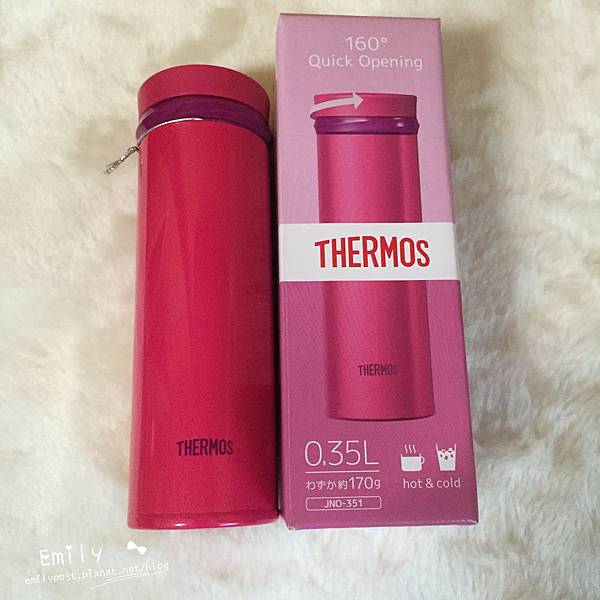 160°
Quick Opening
THERMOS
THERMOS
THERMOS
0.35L
わずか約170g
JNO-351
hot & cold
Emily
emilypost.pixnet.net/blog